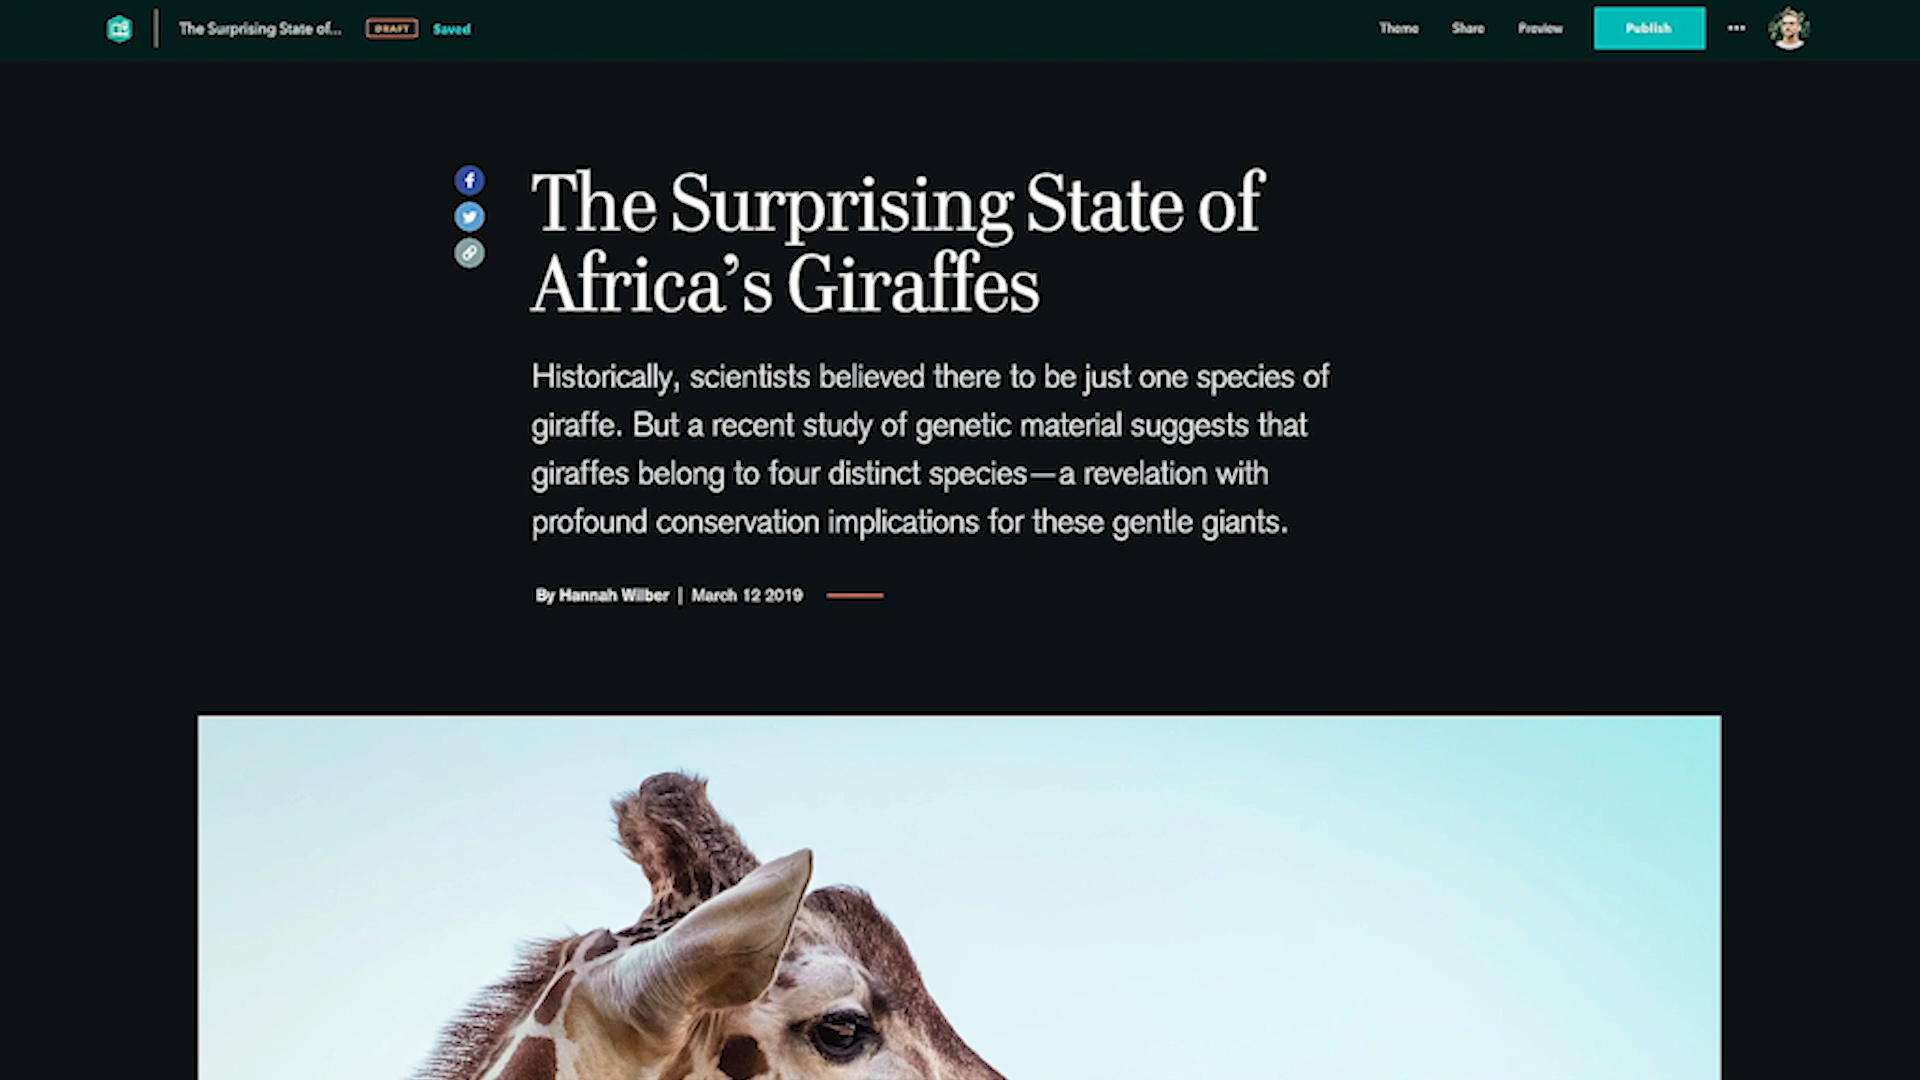 The Surprising State of...
DRAFT
Saved
Theme
Share
Preview
Publish
The Surprising State of
Africa’s Giraffes
Historically, scientists believed there to be just one species of
giraffe. But a recent study of genetic material suggests that
giraffes belong to four distinct species—a revelation with
profound conservation implications for these gentle giants.
By Hannah Wilber | March 12 2019